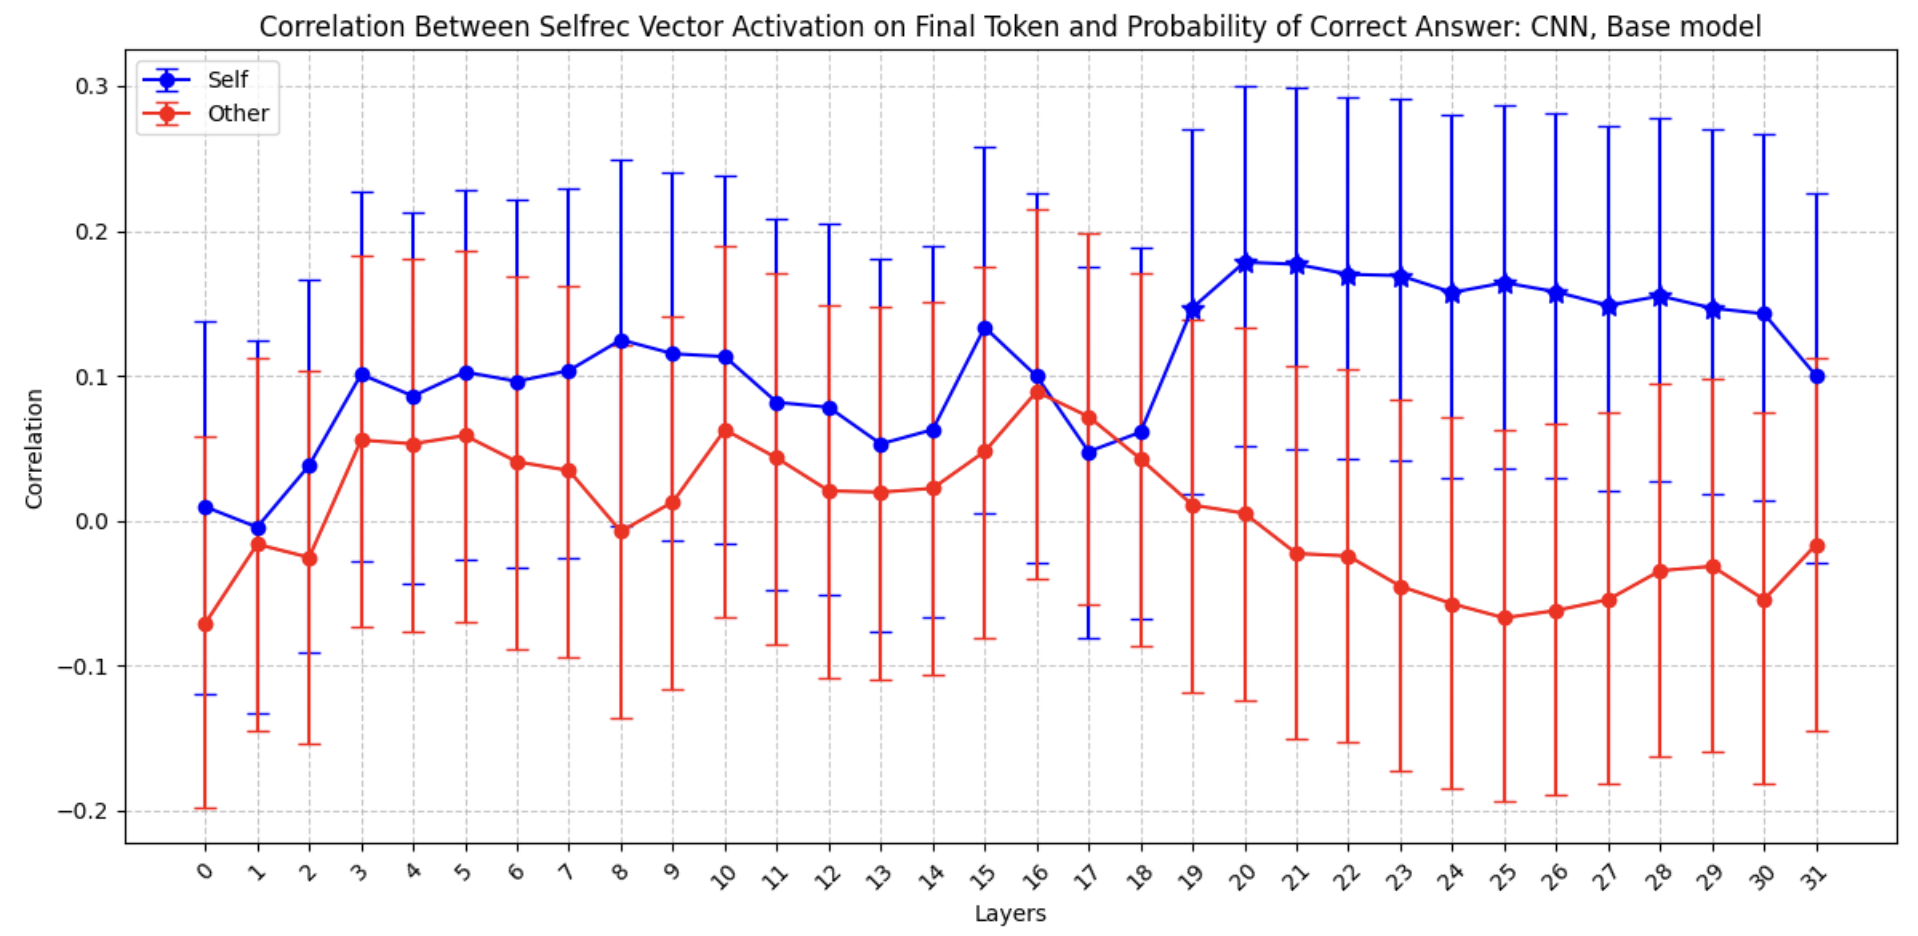 Correlation Between Selfrec Vector Activation on Final Token and Probability of Correct Answer: CNN, Base model
Self
Other
0.3
0.2
0.1
0.0
−0.1
−0.2
Correlation
0 1 2 3 4 5 6 7 8 9 10 11 12 13 14 15 16 17 18 19 20 21 22 23 24 25 26 27 28 29 30 31
Layers